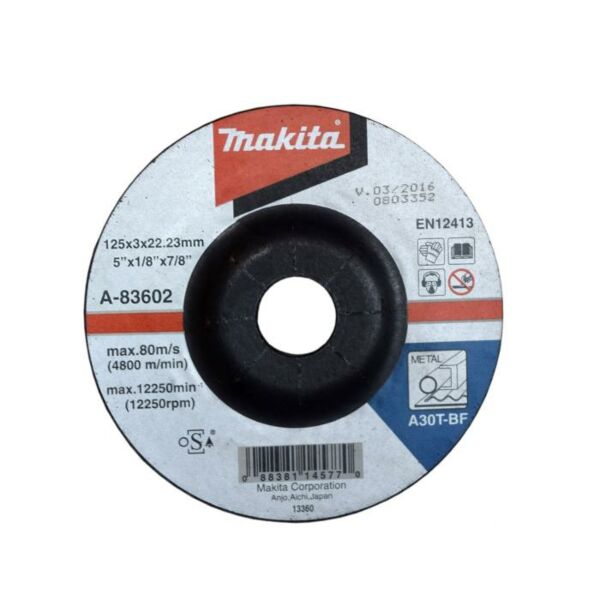 Makita®
V.03/2016
0803352
125x3x22.23mm
5"x1/8"x7/8"
EN12413
A-83602
max.80m/s
(4800 m/min)
max.12250min⁻¹
(12250rpm)
METAL
A30T-BF
S
0 88381 14577 0
Makita Corporation
Anjo,Aichi,Japan
13360